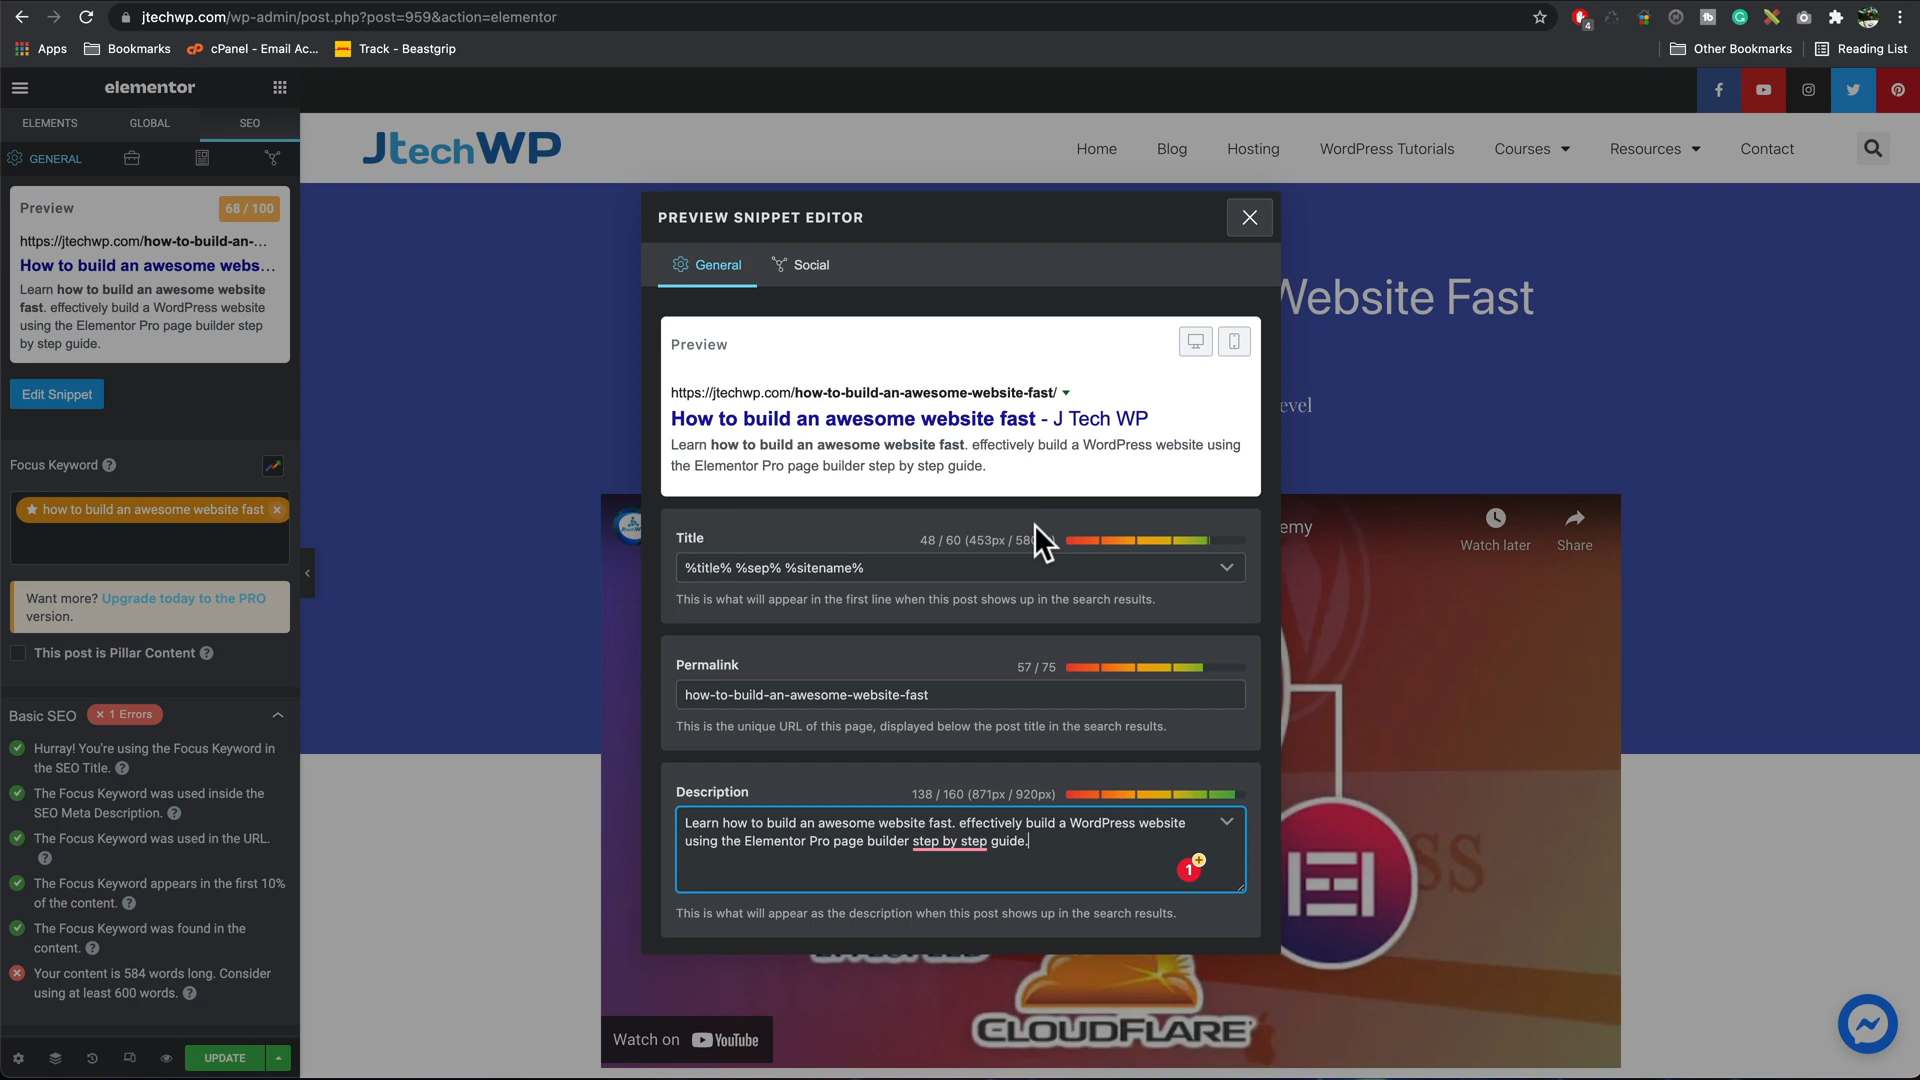 jtechwp.com/wp-admin/post.php?post=959&action=elementor
4
tb
Apps
Bookmarks
cP cPanel - Email Ac...
Track - Beastgrip
Other Bookmarks
Reading List
elementor
ELEMENTS
GLOBAL
SEO
GENERAL
Preview
68 / 100
https://jtechwp.com/how-to-build-an-...
How to build an awesome webs...
Learn how to build an awesome website
fast. effectively build a WordPress website
using the Elementor Pro page builder step
by step guide.
Edit Snippet
Focus Keyword
how to build an awesome website fast
Want more? Upgrade today to the PRO
version.
This post is Pillar Content
Basic SEO
× 1 Errors
Hurray! You're using the Focus Keyword in
the SEO Title.
The Focus Keyword was used inside the
SEO Meta Description.
The Focus Keyword was used in the URL.
The Focus Keyword appears in the first 10%
of the content.
The Focus Keyword was found in the
content.
Your content is 584 words long. Consider
using at least 600 words.
UPDATE
JtechWP
Home
Blog
Hosting
WordPress Tutorials
Courses
Resources
Contact
Website Fast
evel
PREVIEW SNIPPET EDITOR
General
Social
Preview
https://jtechwp.com/how-to-build-an-awesome-website-fast/
How to build an awesome website fast - J Tech WP
Learn how to build an awesome website fast. effectively build a WordPress website using
the Elementor Pro page builder step by step guide.
Title
48 / 60 (453px / 580
%title% %sep% %sitename%
This is what will appear in the first line when this post shows up in the search results.
Permalink
57 / 75
how-to-build-an-awesome-website-fast
This is the unique URL of this page, displayed below the post title in the search results.
Description
138 / 160 (871px / 920px)
Learn how to build an awesome website fast. effectively build a WordPress website
using the Elementor Pro page builder step by step guide.
1
This is what will appear as the description when this post shows up in the search results.
emy
Watch later
Share
SS
CLOUDFLARE
Watch on YouTube